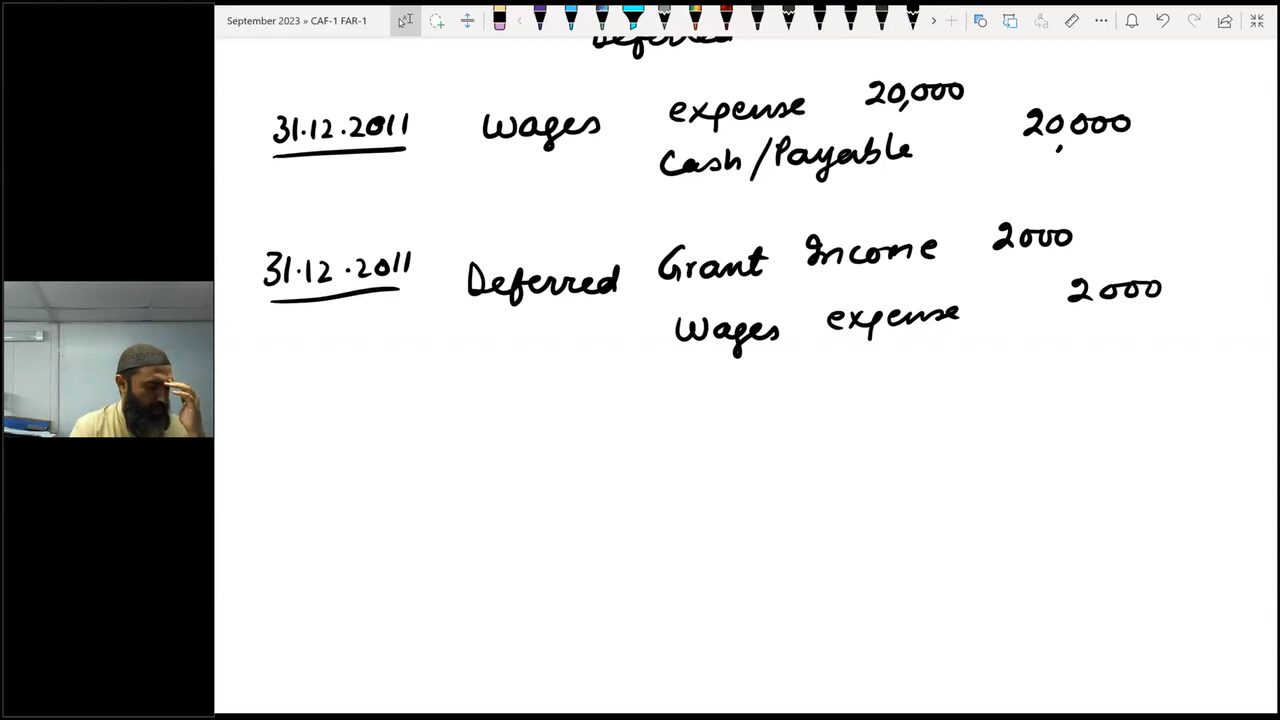 September 2023 » CAF-1 FAR-1
Deferred
31.12.2011 Wages expense 20,000
Cash/Payable 20,000
31.12.2011 Deferred Grant Income 2000
Wages expense 2000